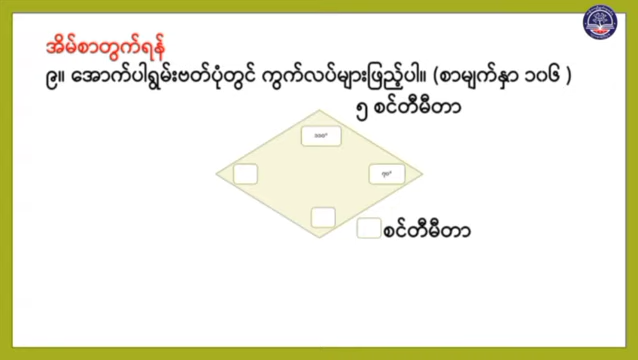 အိမ်စာတွက်ရန်
၉။ အောက်ပါရွမ်းဗတ်ပုံတွင် ကွက်လပ်များဖြည့်ပါ။ (စာမျက်နှာ ၁၀၆ )
၅ စင်တီမီတာ
၇၀°
စင်တီမီတာ